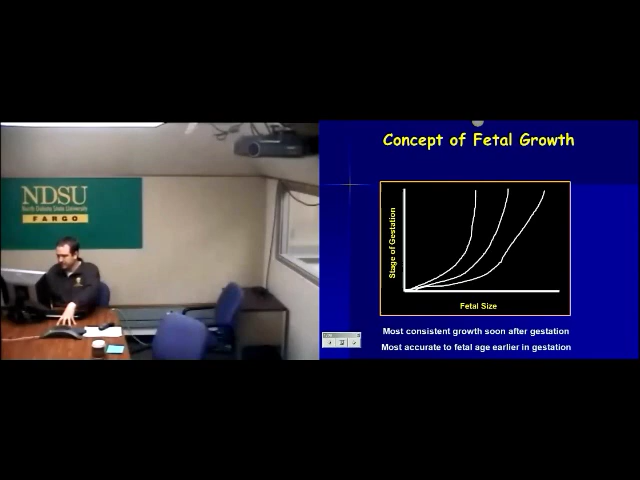 NDSU
North Dakota State University
FARGO
Concept of Fetal Growth
Stage of Gestation
Fetal Size
Most consistent growth soon after gestation
Most accurate to fetal age earlier in gestation